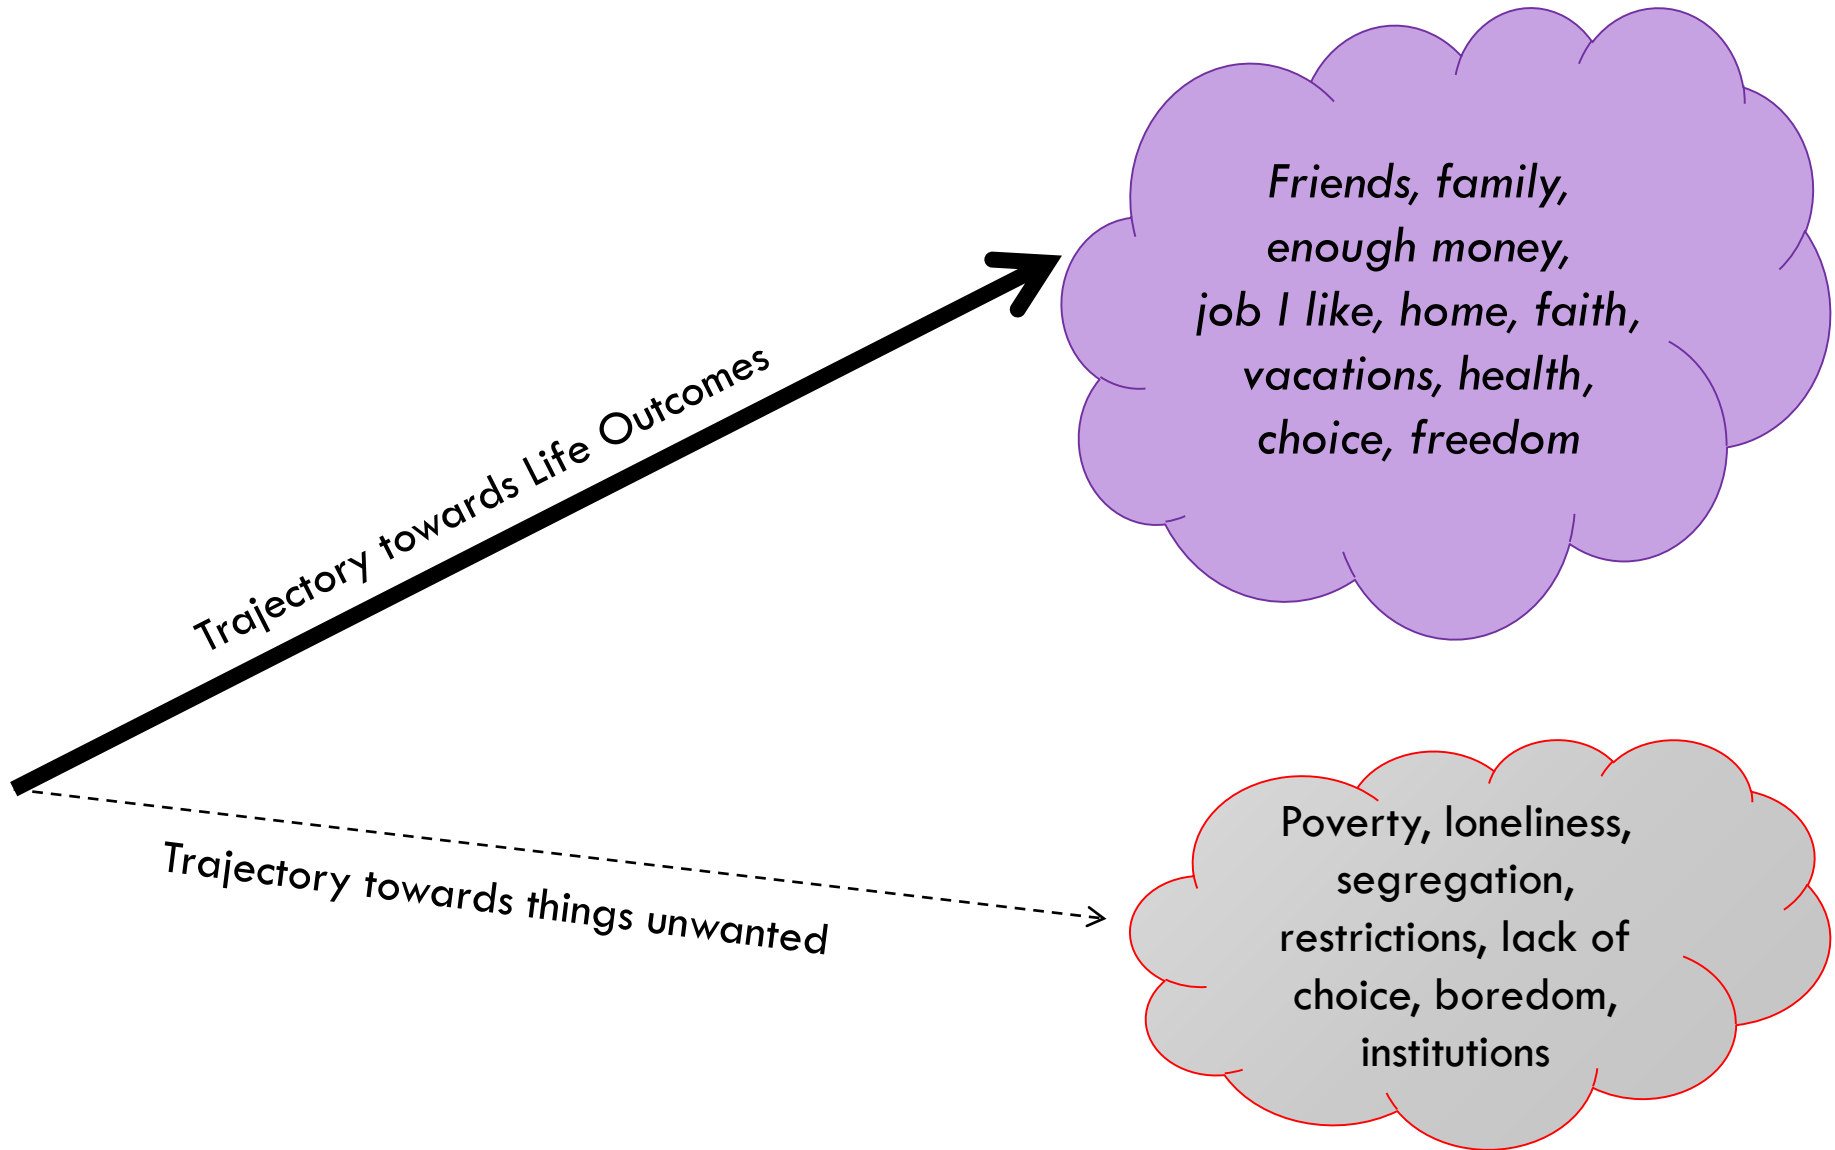 Friends, family,
enough money,
job I like, home, faith,
vacations, health,
choice, freedom
Trajectory towards Life Outcomes
Trajectory towards things unwanted
Poverty, loneliness,
segregation,
restrictions, lack of
choice, boredom,
institutions